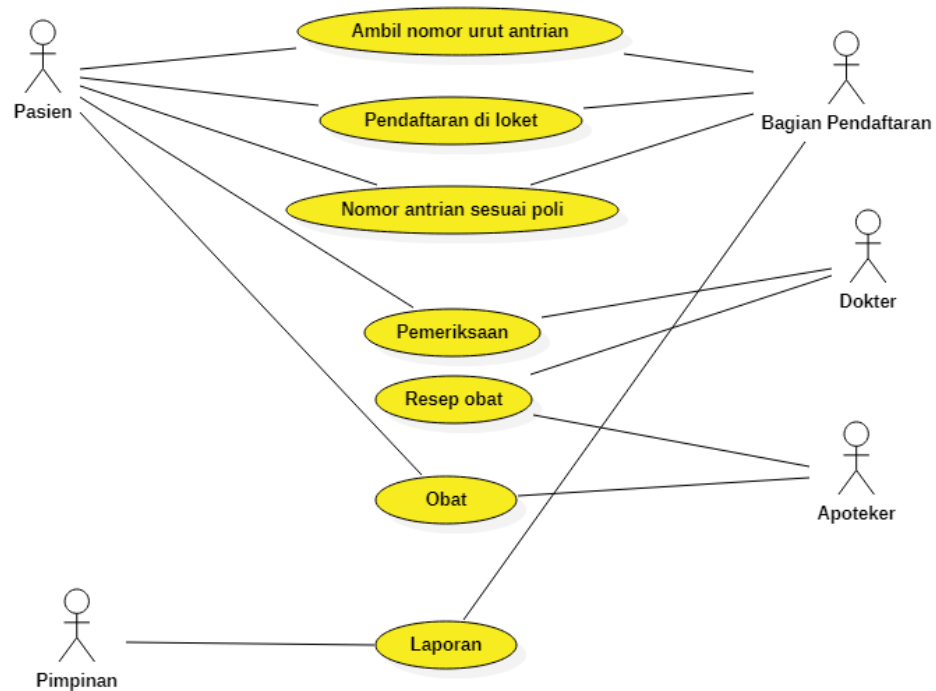 Ambil nomor urut antrian
Pasien
Pendaftaran di loket
Bagian Pendaftaran
Nomor antrian sesuai poli
Dokter
Pemeriksaan
Resep obat
Obat
Apoteker
Laporan
Pimpinan